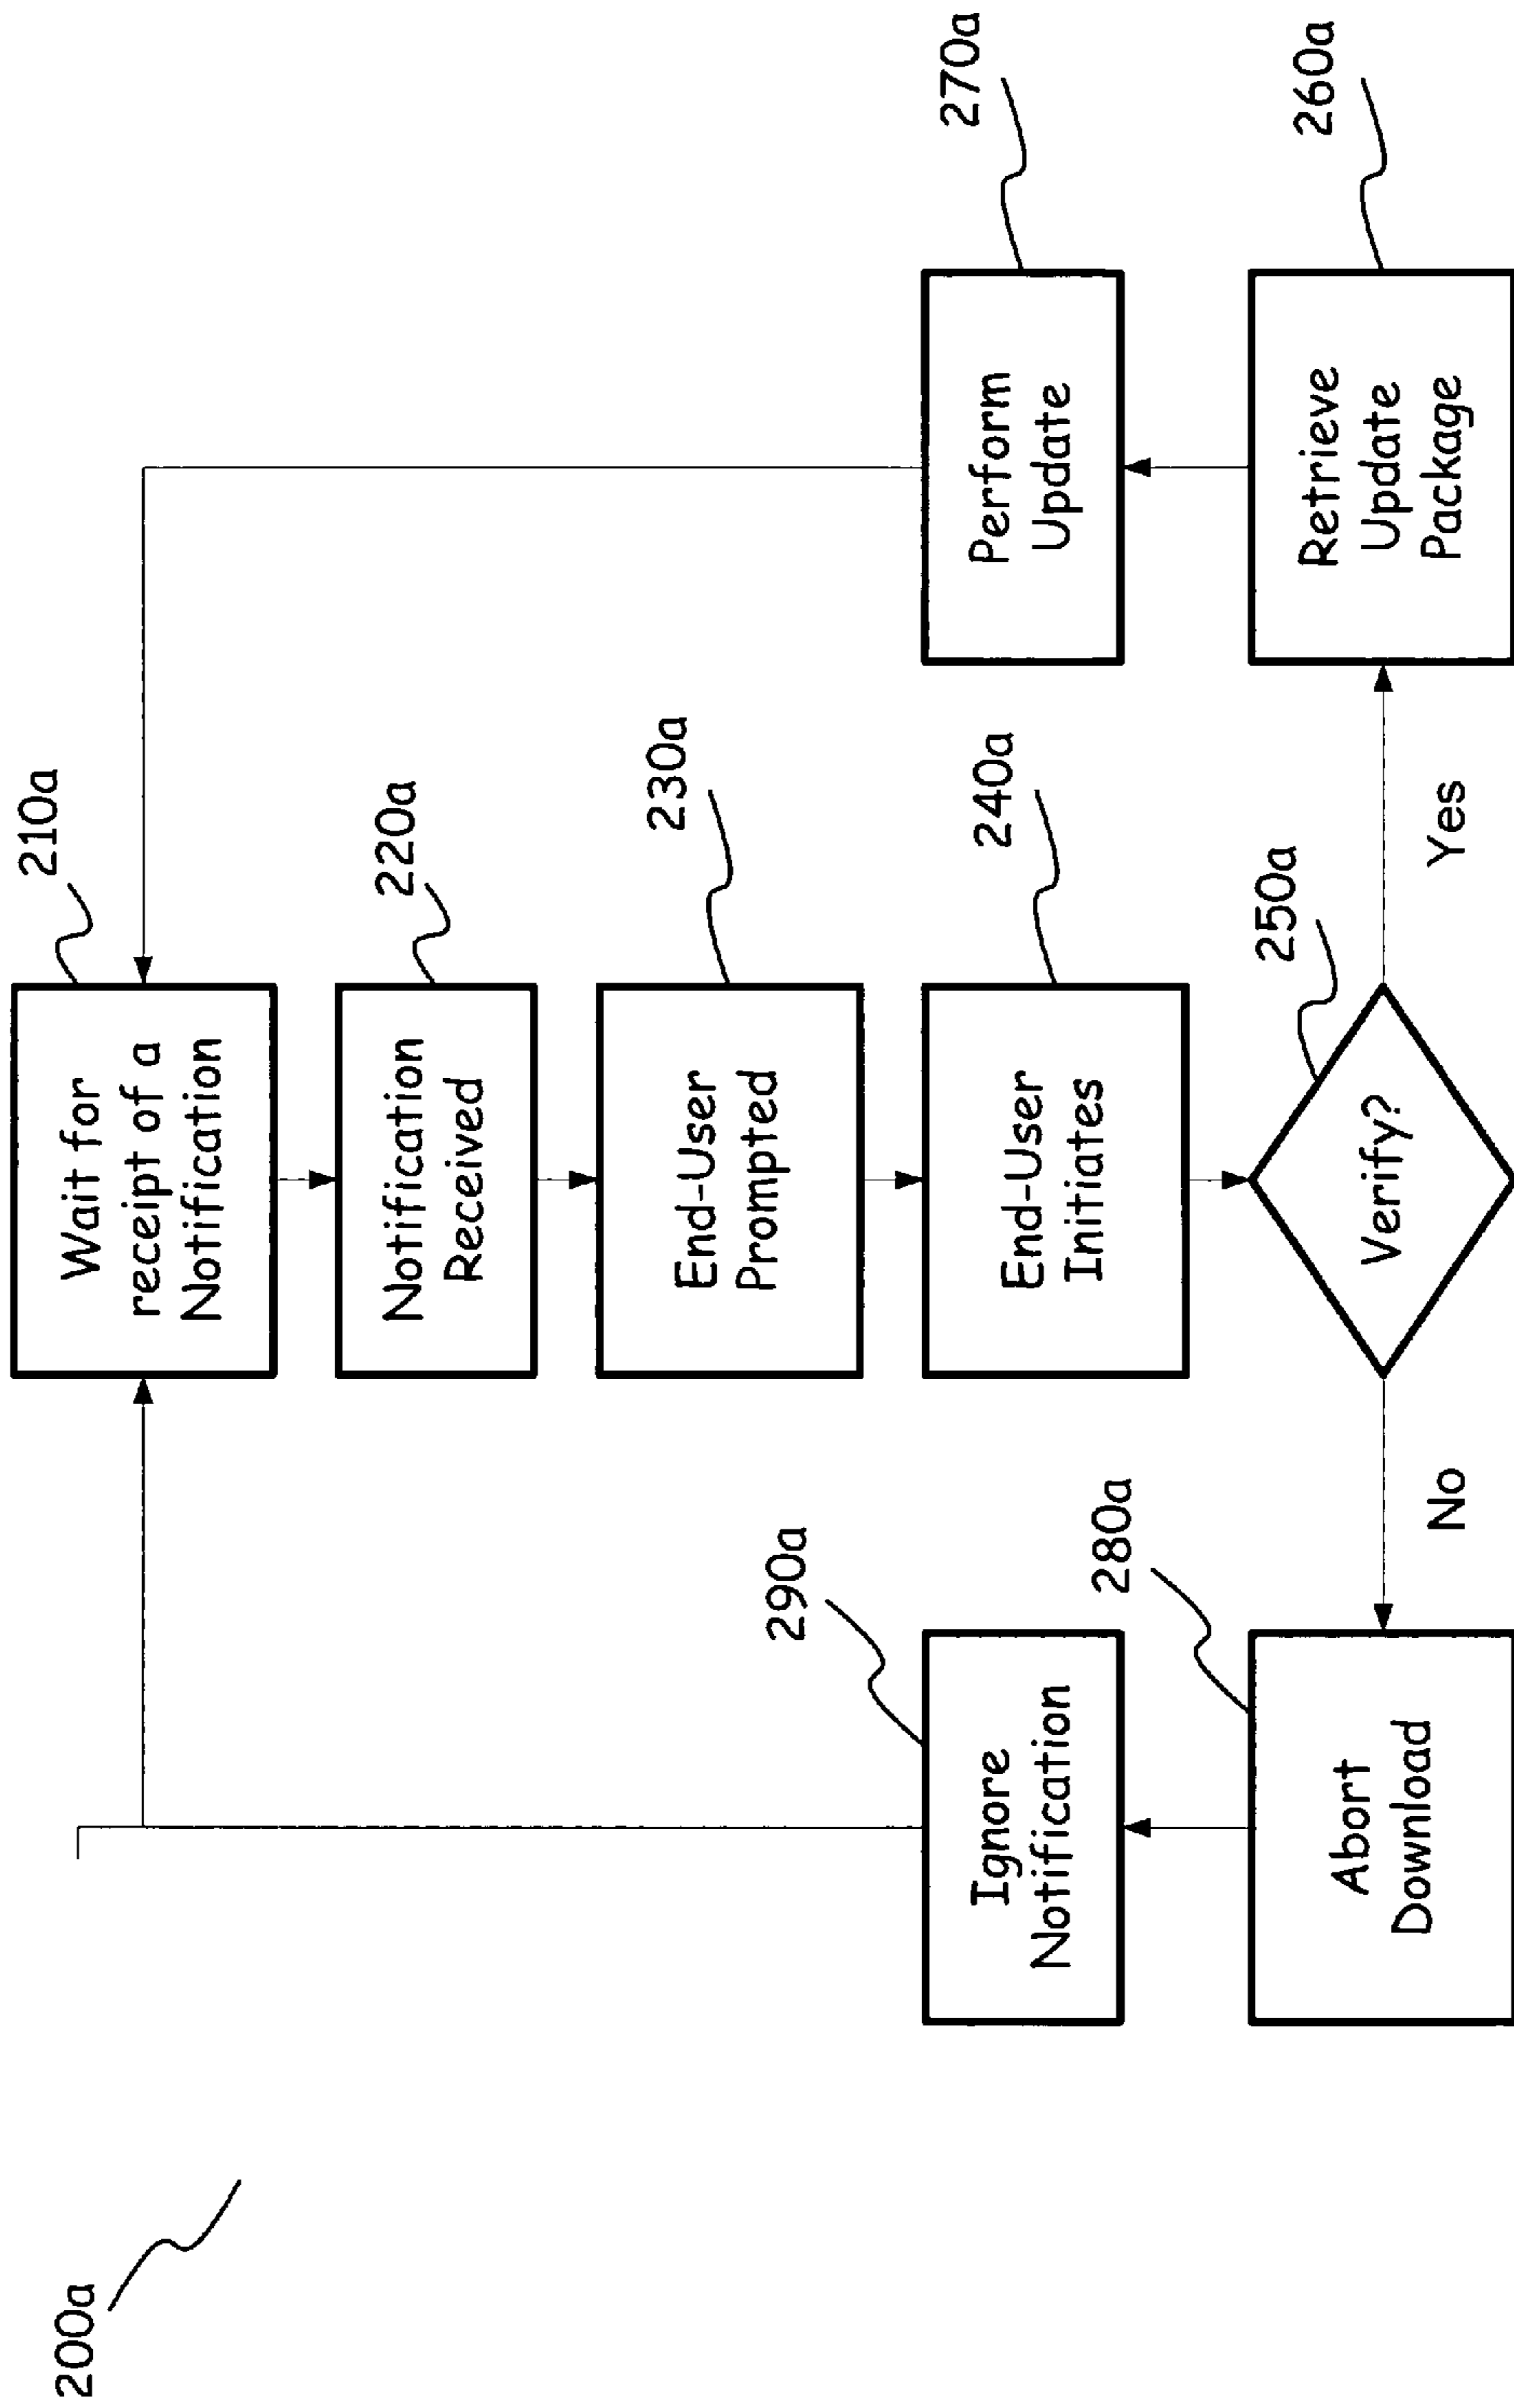 200a
210a
Wait for
receipt of a
Notification
220a
Notification
Received
230a
End-User
Prompted
240a
End-User
Initiates
250a
Verify?
Yes
No
260a
Retrieve
Update
Package
270a
Perform
Update
280a
Abort
Download
290a
Ignore
Notification